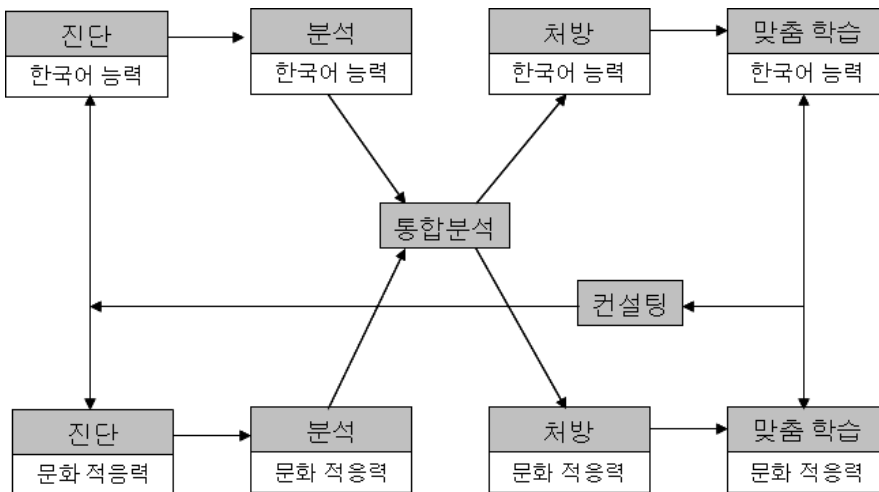 진단
한국어 능력
분석
한국어 능력
처방
한국어 능력
맞춤 학습
한국어 능력
통합분석
컨설팅
진단
문화 적응력
분석
문화 적응력
처방
문화 적응력
맞춤 학습
문화 적응력